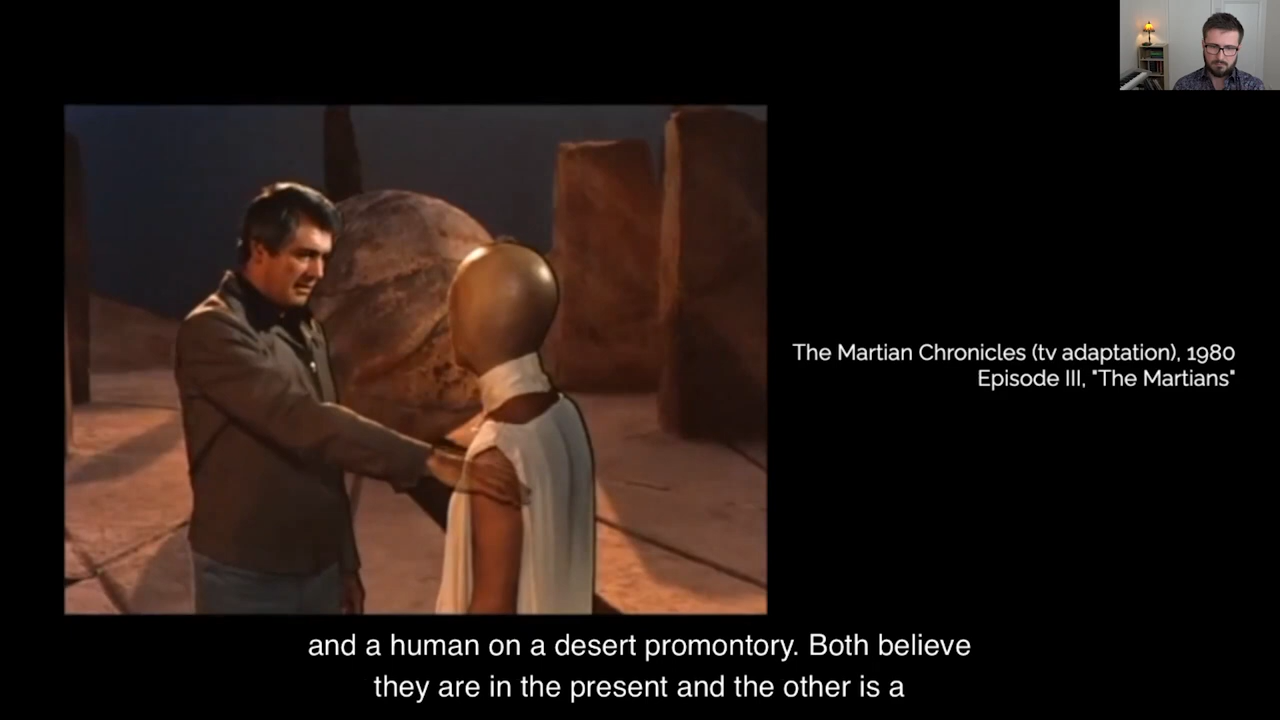 The Martian Chronicles (tv adaptation), 1980
Episode III, "The Martians"
and a human on a desert promontory. Both believe
they are in the present and the other is a